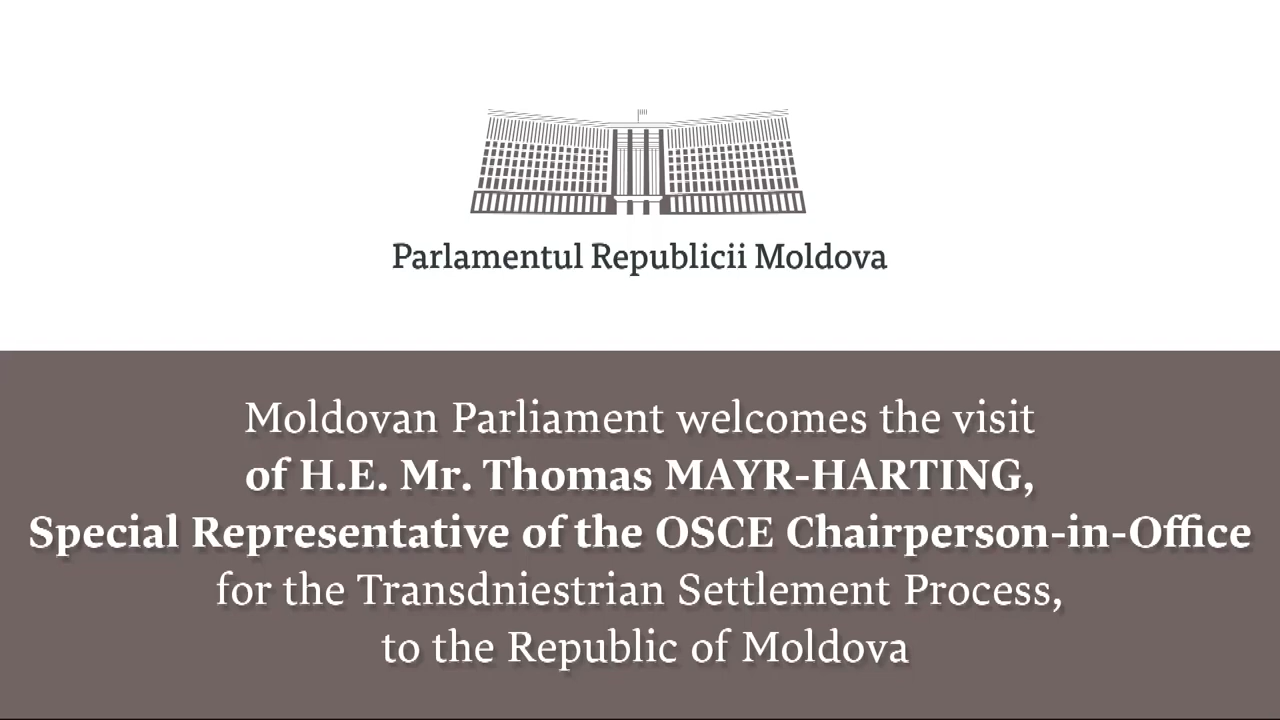 Parlamentul Republicii Moldova
Moldovan Parliament welcomes the visit
of H.E. Mr. Thomas MAYR-HARTING,
Special Representative of the OSCE Chairperson-in-Office
for the Transdniestrian Settlement Process,
to the Republic of Moldova